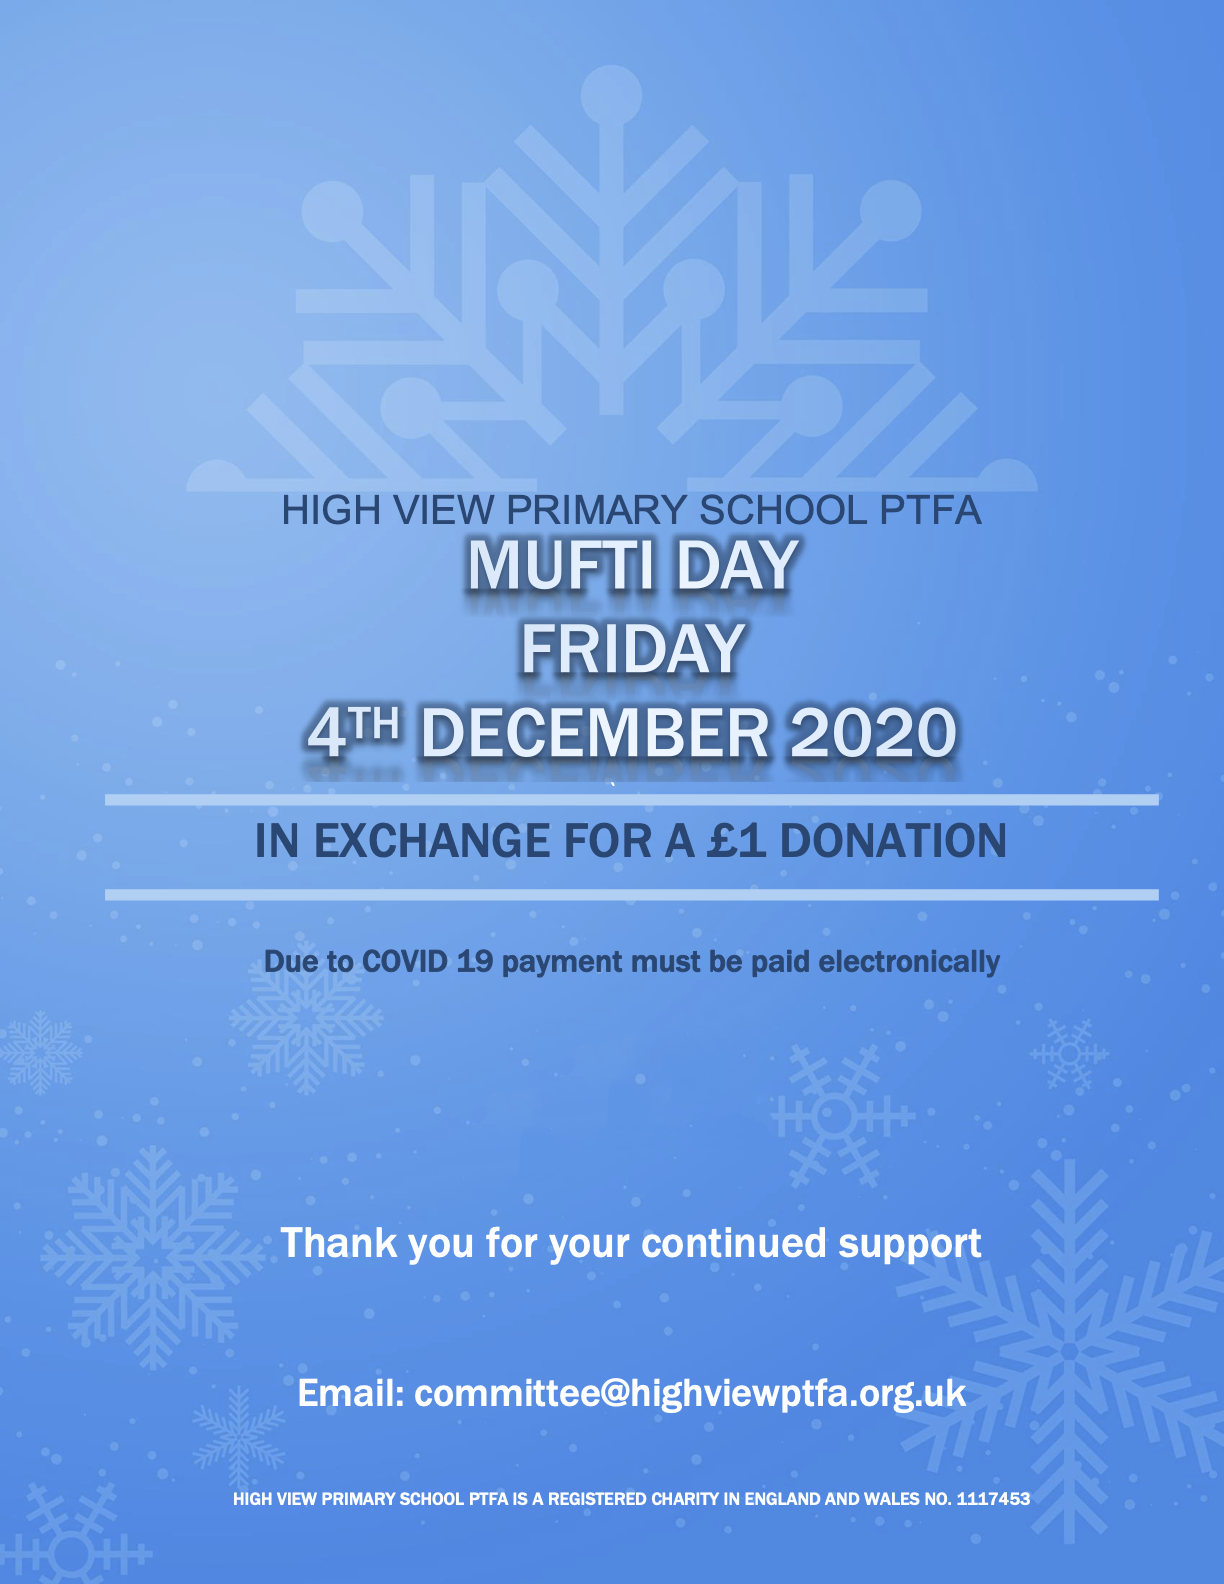 HIGH VIEW PRIMARY SCHOOL PTFA
MUFTI DAY
FRIDAY
4TH DECEMBER 2020
IN EXCHANGE FOR A £1 DONATION
Due to COVID 19 payment must be paid electronically
Thank you for your continued support
Email: committee@highviewptfa.org.uk
HIGH VIEW PRIMARY SCHOOL PTFA IS A REGISTERED CHARITY IN ENGLAND AND WALES NO. 1117453